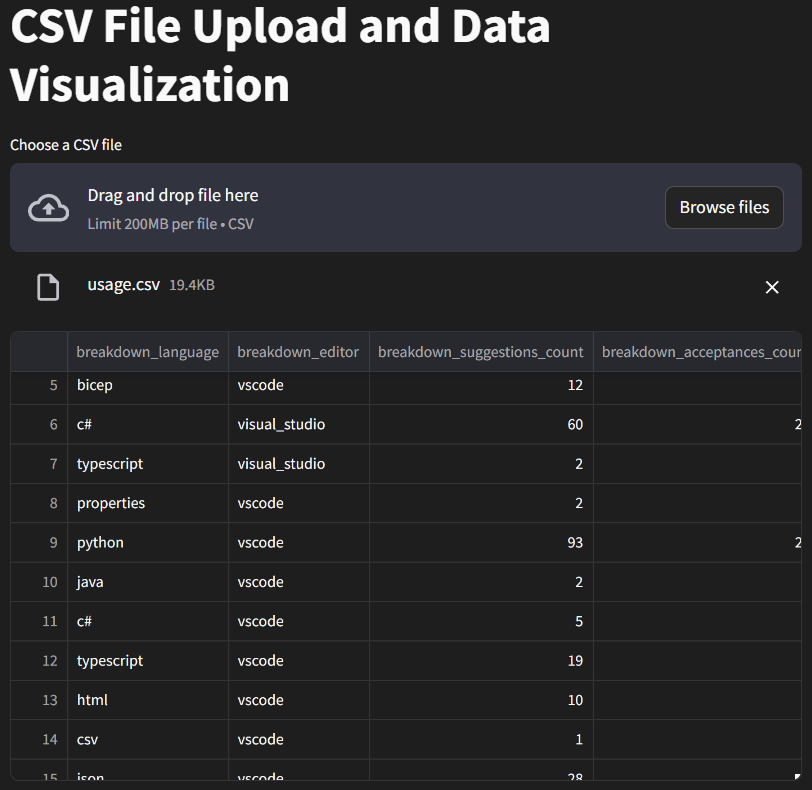 CSV File Upload and Data
Visualization
Choose a CSV file
Drag and drop file here
Limit 200MB per file • CSV
Browse files
usage.csv 19.4KB
breakdown_language breakdown_editor breakdown_suggestions_count breakdown_acceptances_cour
5 bicep vscode 12
6 c# visual_studio 60 2
7 typescript visual_studio 2
8 properties vscode 2
9 python vscode 93 2
10 java vscode 2
11 c# vscode 5
12 typescript vscode 19
13 html vscode 10
14 csv vscode 1
15 json vscode 28